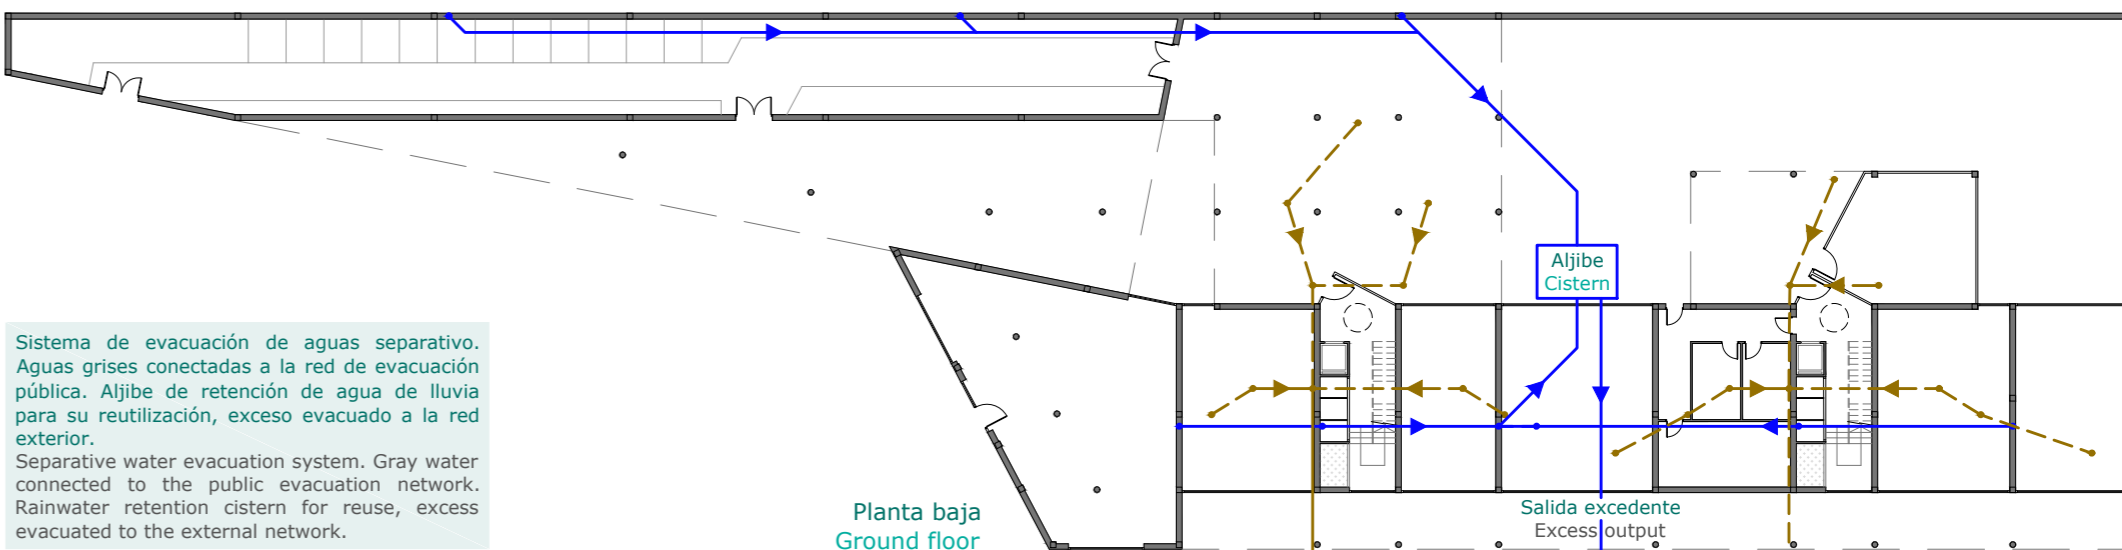 Aljibe
Cistern
Sistema de evacuación de aguas separativo.
Aguas grises conectadas a la red de evacuación
pública. Aljibe de retención de agua de lluvia
para su reutilización, exceso evacuado a la red
exterior.
Separative water evacuation system. Gray water
connected to the public evacuation network.
Rainwater retention cistern for reuse, excess
evacuated to the external network.
Planta baja
Ground floor
Salida excedente
Excess output